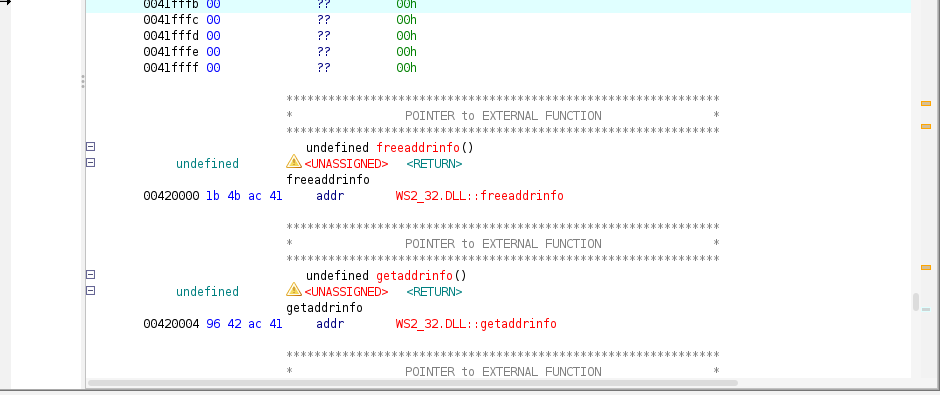 0041fffb 00 ?? 00h
0041fffc 00 ?? 00h
0041fffd 00 ?? 00h
0041fffe 00 ?? 00h
0041ffff 00 ?? 00h
**************************************************************
* POINTER to EXTERNAL FUNCTION *
**************************************************************
undefined freeaddrinfo()
undefined <UNASSIGNED> <RETURN>
freeaddrinfo
00420000 1b 4b ac 41 addr WS2_32.DLL::freeaddrinfo
**************************************************************
* POINTER to EXTERNAL FUNCTION *
**************************************************************
undefined getaddrinfo()
undefined <UNASSIGNED> <RETURN>
getaddrinfo
00420004 96 42 ac 41 addr WS2_32.DLL::getaddrinfo
**************************************************************
* POINTER to EXTERNAL FUNCTION *